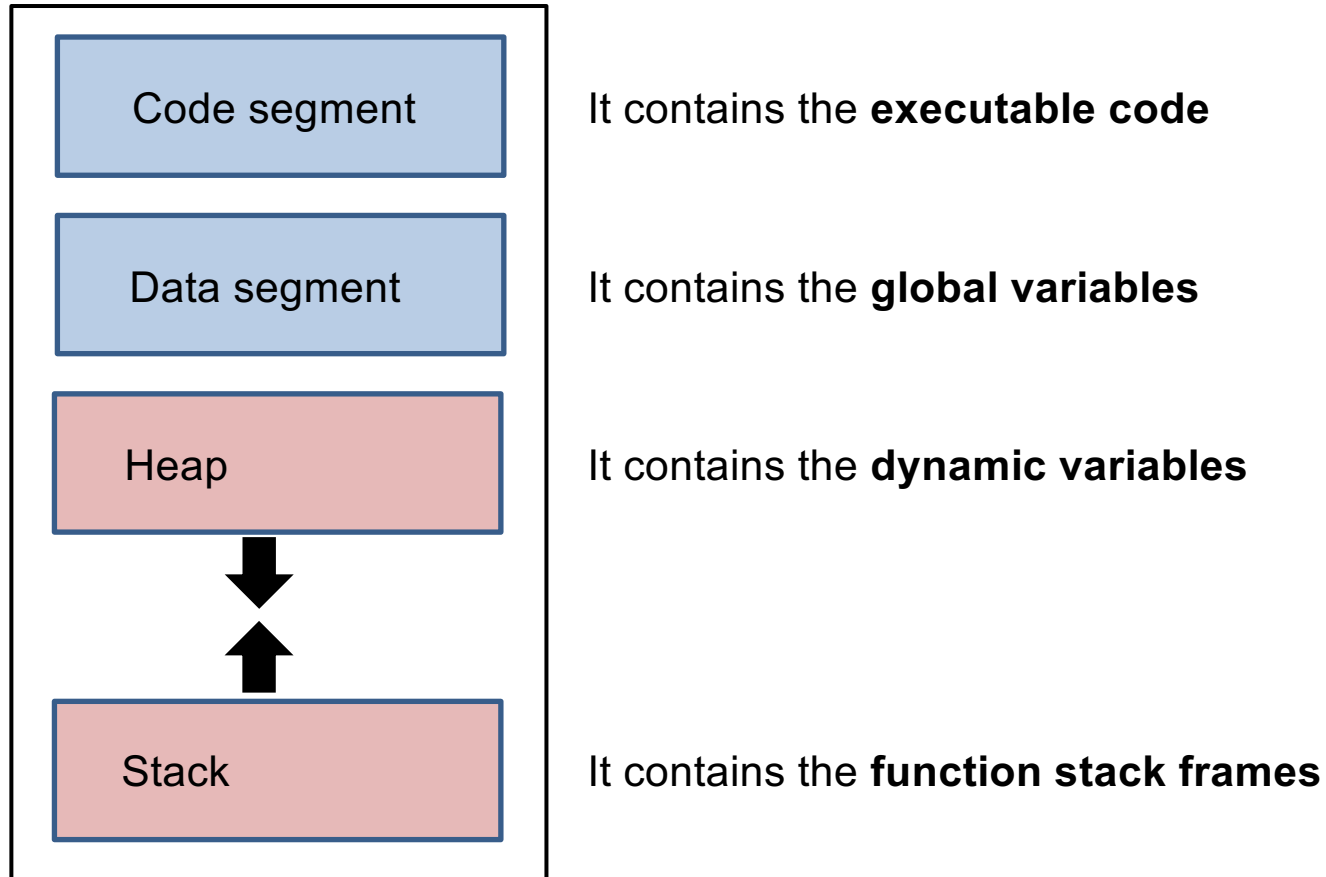 Code segment
It contains the executable code
Data segment
It contains the global variables
Heap
It contains the dynamic variables
Stack
It contains the function stack frames